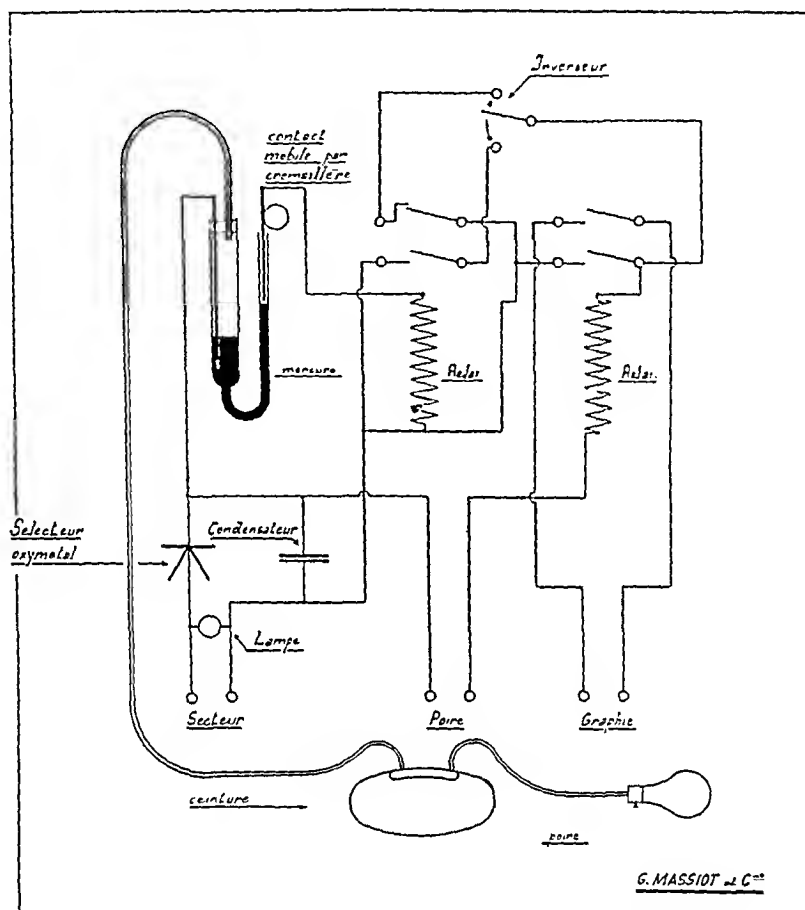 Inverseur
contact
mobile par
cremaillère
mercure
Relai
Relai.
Selecteur
oxymetal
Condensateur
Lampe
Secteur
Poire
Graphie
ceinture
poire
G. MASSIOT et Cie